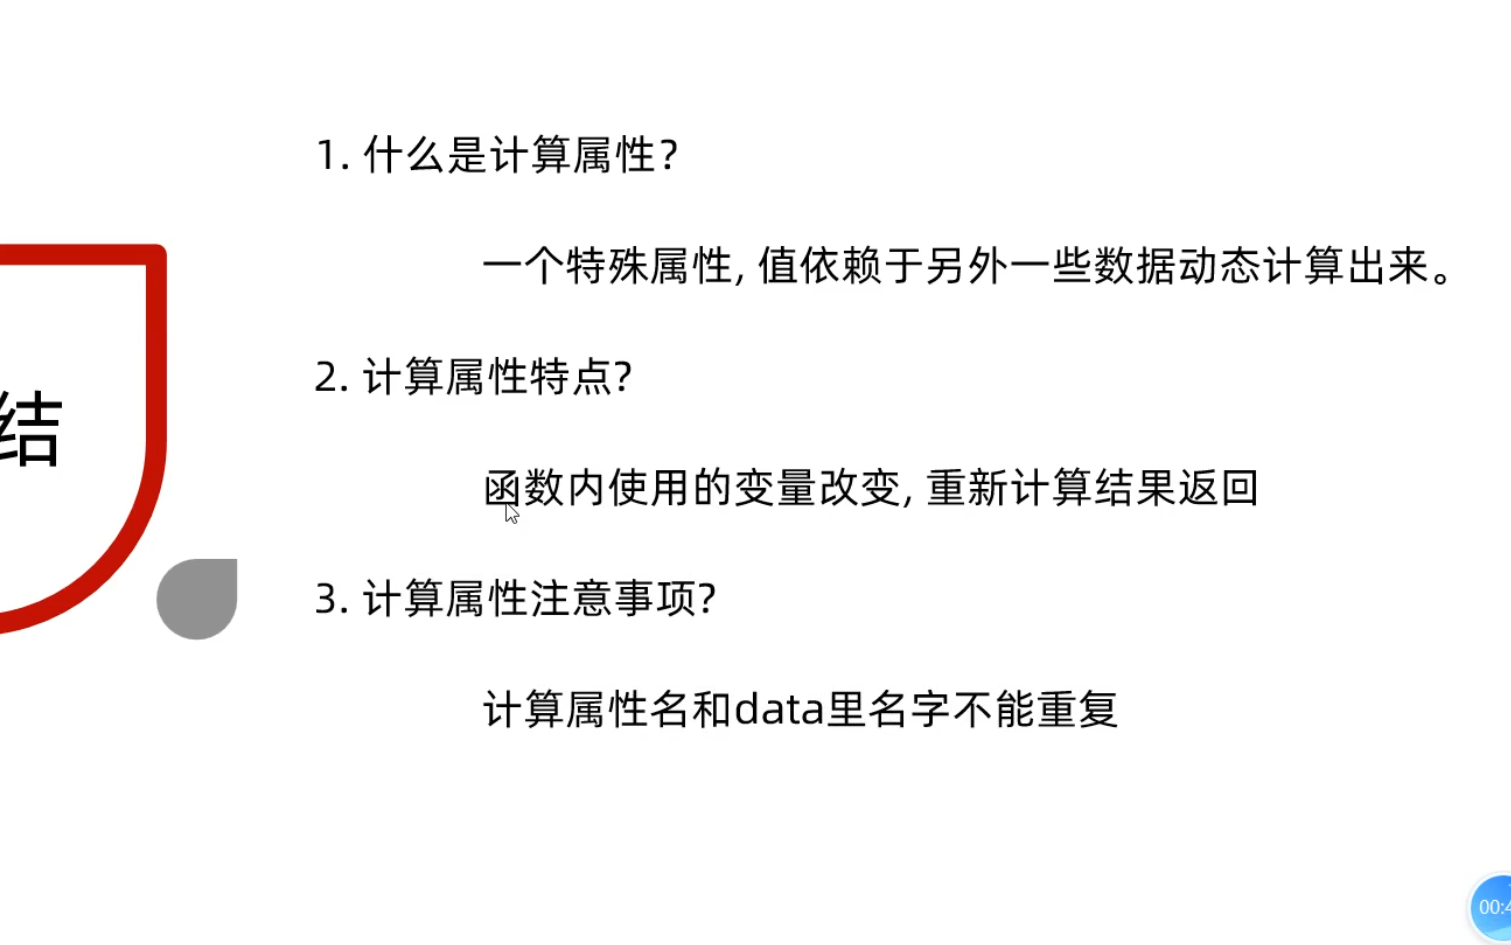 结
1. 什么是计算属性?
一个特殊属性, 值依赖于另外一些数据动态计算出来。
2. 计算属性特点?
函数内使用的变量改变, 重新计算结果返回
3. 计算属性注意事项?
计算属性名和data里名字不能重复